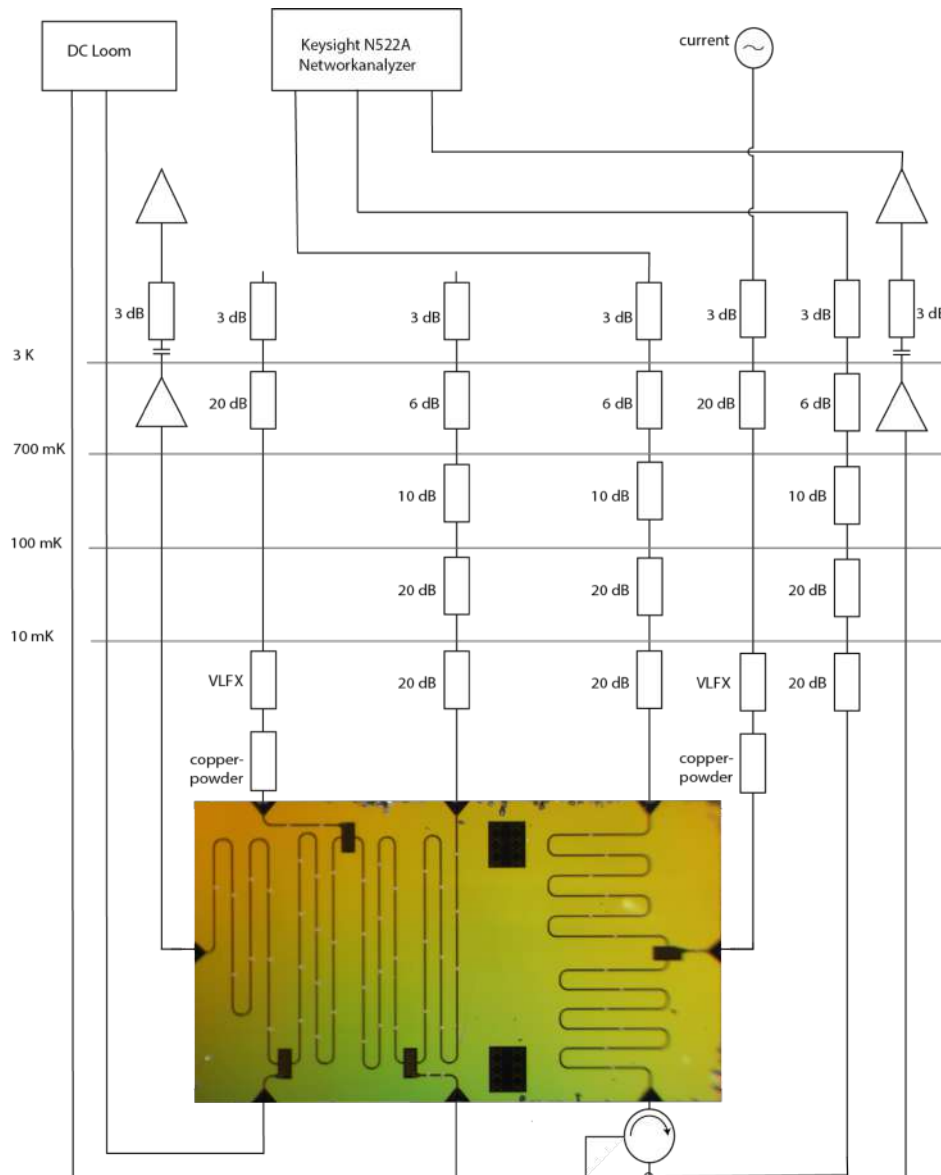 DC Loom
Keysight N522A
Networkanalyzer
current
3 dB
3 dB
3 dB
3 dB
3 dB
3 dB
3 dB
3 K
20 dB
6 dB
6 dB
20 dB
6 dB
700 mK
10 dB
10 dB
10 dB
100 mK
20 dB
20 dB
20 dB
10 mK
VLFX
20 dB
20 dB
VLFX
20 dB
copper-
powder
copper-
powder